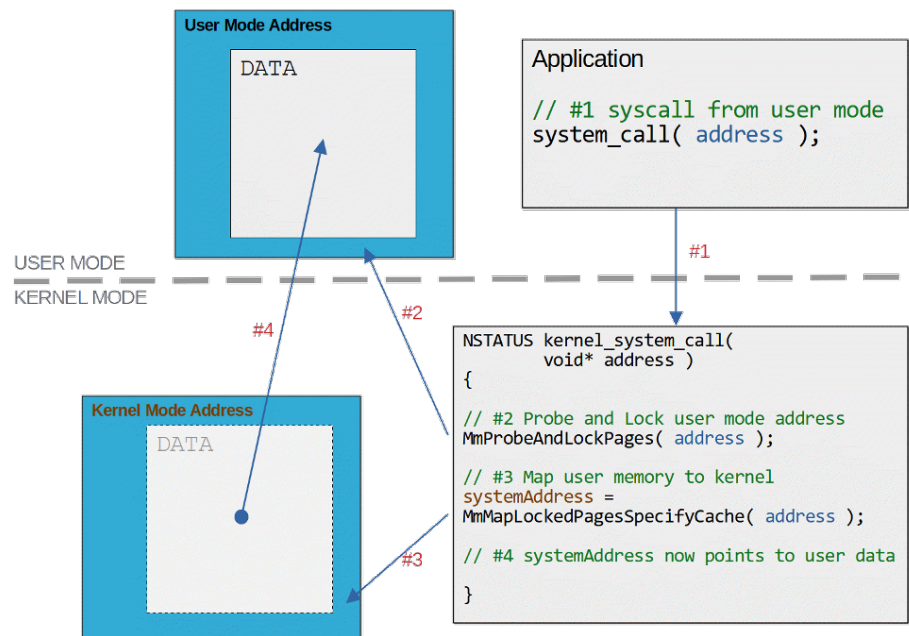 User Mode Address
DATA
Application
// #1 syscall from user mode
system_call( address );
#1
USER MODE
KERNEL MODE
#2
#4
Kernel Mode Address
DATA
NSTATUS kernel_system_call(
void* address )
{
// #2 Probe and Lock user mode address
MmProbeAndLockPages( address );
// #3 Map user memory to kernel
systemAddress =
MmMapLockedPagesSpecifyCache( address );
#3
// #4 systemAddress now points to user data
}